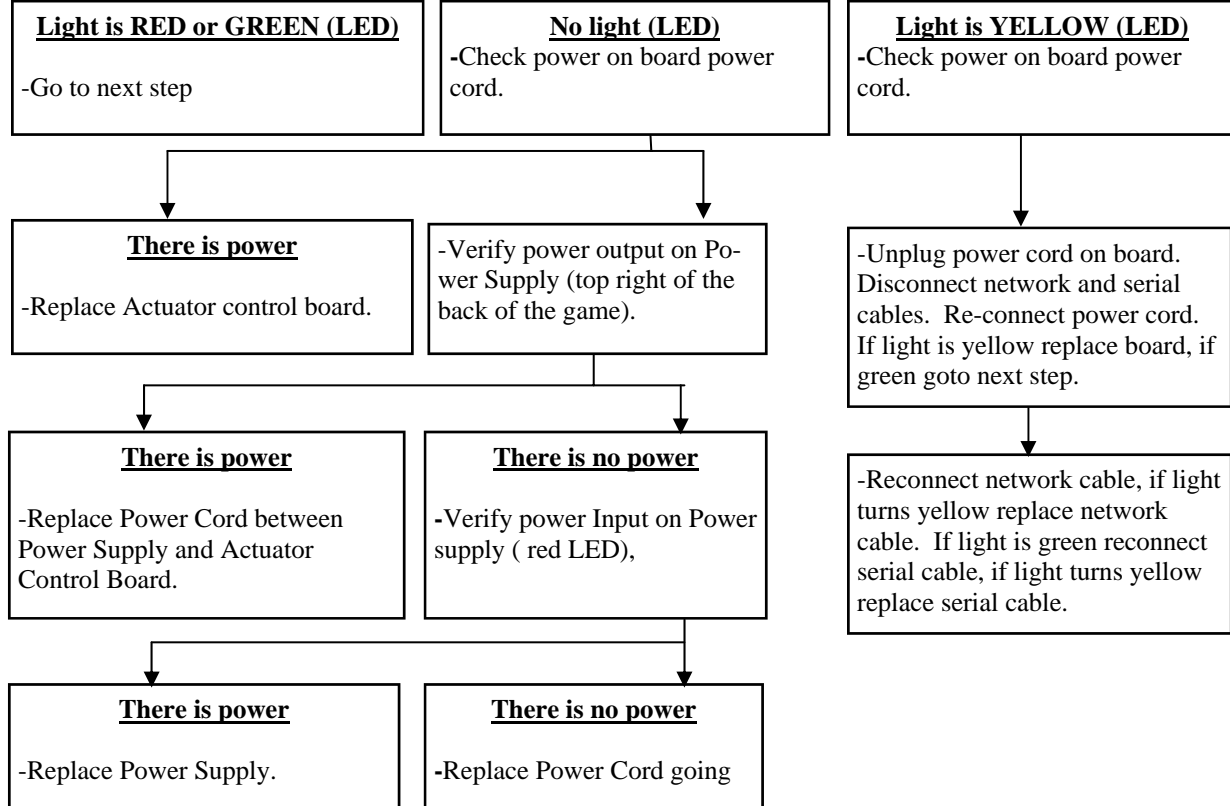 Light is RED or GREEN (LED)
-Go to next step
No light (LED)
-Check power on board power
cord.
Light is YELLOW (LED)
-Check power on board power
cord.
There is power
-Replace Actuator control board.
-Verify power output on Po-
wer Supply (top right of the
back of the game).
-Unplug power cord on board.
Disconnect network and serial
cables.  Re-connect power cord.
If light is yellow replace board, if
green goto next step.
There is power
-Replace Power Cord between
Power Supply and Actuator
Control Board.
There is no power
-Verify power Input on Power
supply ( red LED),
-Reconnect network cable, if light
turns yellow replace network
cable.  If light is green reconnect
serial cable, if light turns yellow
replace serial cable.
There is power
-Replace Power Supply.
There is no power
-Replace Power Cord going